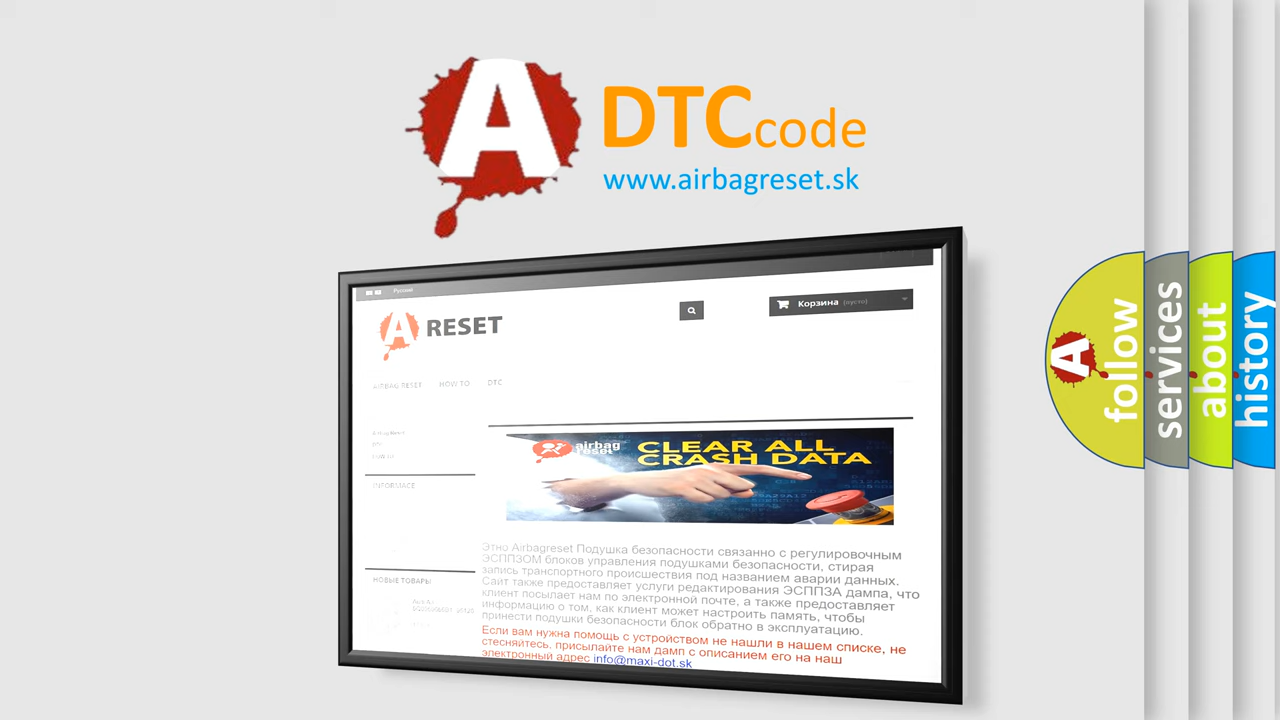 A DTCcode
www.airbagreset.sk
Русский
A RESET
Корзина (пусто)
AIRBAG RESET HOW TO DTC
INFORMACE
airbag
reset
CLEAR ALL
CRASH DATA
НОВЫЕ ТОВАРЫ
Этно Airbagreset Подушка безопасности связанно с регулировочным
ЭСППЗОМ блоков управления подушками безопасности, стирая
запись транспортного происшествия под названием аварии данных.
Сайт также предоставляет услуги редактирования ЭСППЗА дампа, что
клиент посылает нам по электронной почте, а также предоставляет
информацию о том, как клиент может настроить память, чтобы
принести подушки безопасности блок обратно в эксплуатацию.
Если вам нужна помощь с устройством не нашли в нашем списке, не
стесняйтесь, присылайте нам дамп с описанием его на наш
электронный адрес info@maxi-dot.sk
A follow
services
about
history